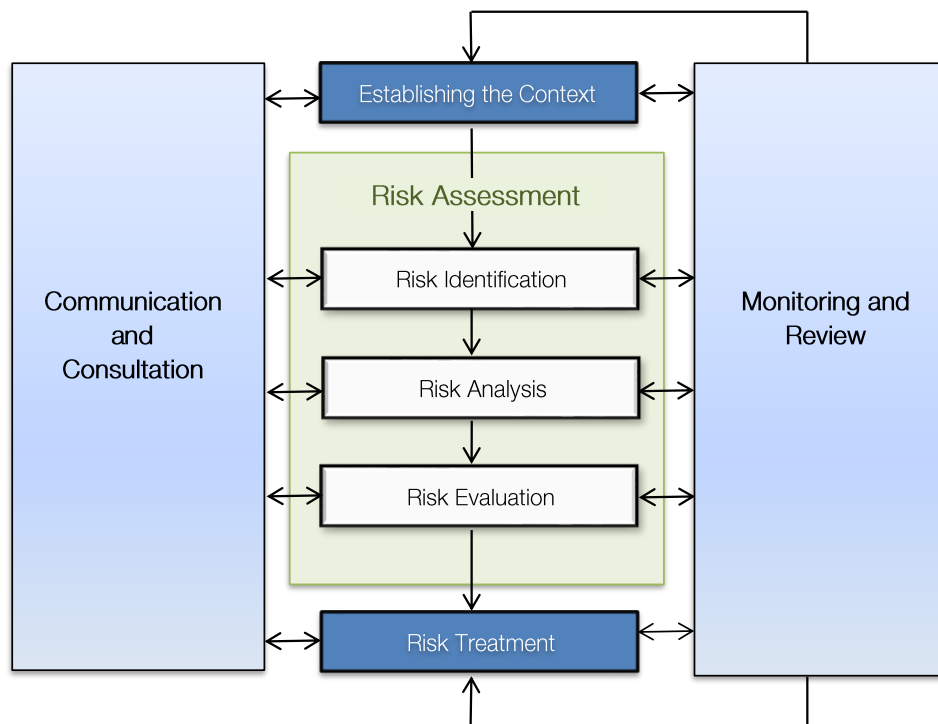 Establishing the Context
Risk Assessment
Risk Identification
Communication
and
Consultation
Monitoring and
Review
Risk Analysis
Risk Evaluation
Risk Treatment